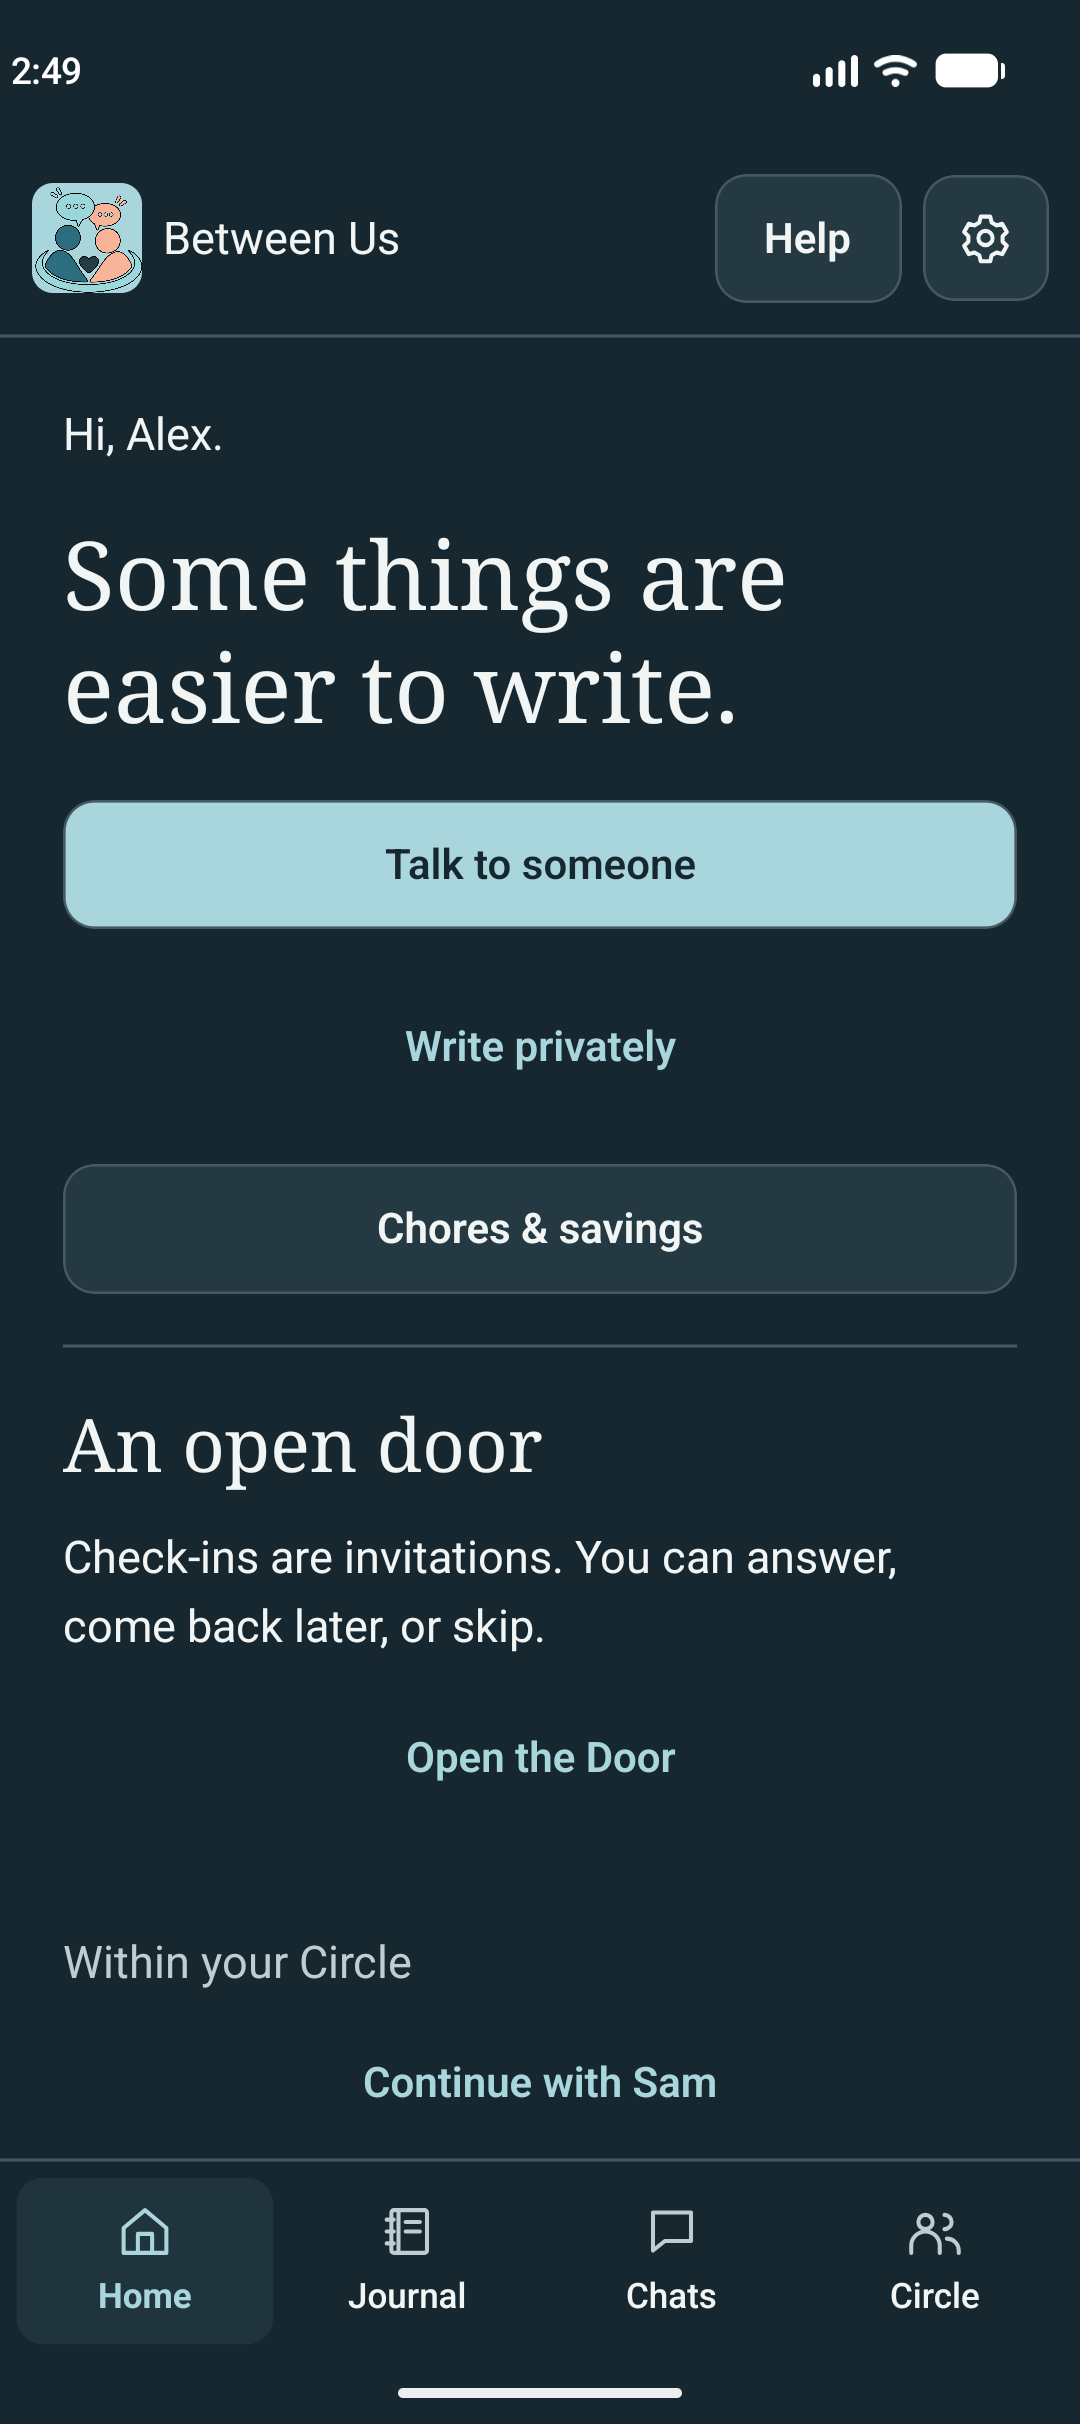 2:49
Between Us
Help
Hi, Alex.
Some things are
easier to write.
Talk to someone
Write privately
Chores & savings
An open door
Check-ins are invitations. You can answer,
come back later, or skip.
Open the Door
Within your Circle
Continue with Sam
Home
Journal
Chats
Circle